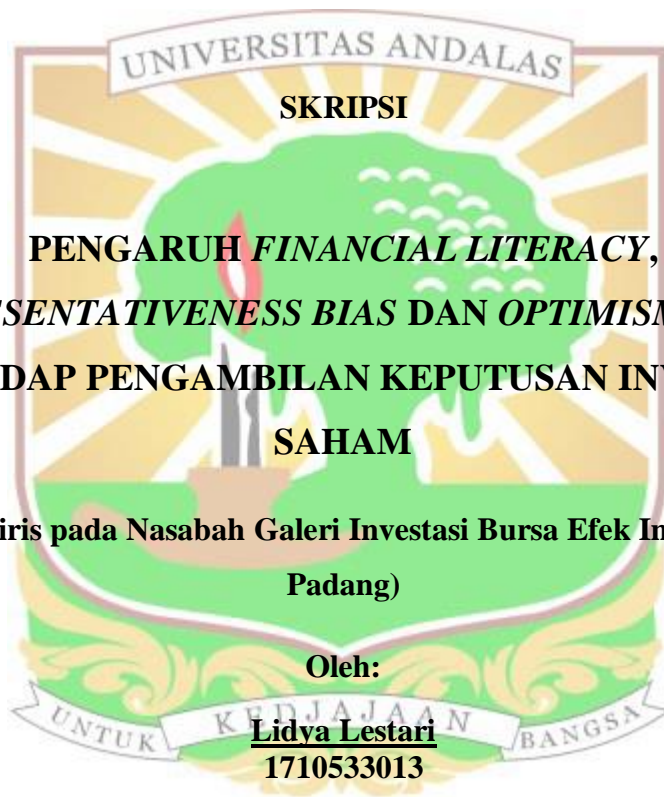 UNIVERSITAS ANDALAS
SKRIPSI
PENGARUH FINANCIAL LITERACY,
SENTATIVENESS BIAS DAN OPTIMISM
DAP PENGAMBILAN KEPUTUSAN IN
SAHAM
iris pada Nasabah Galeri Investasi Bursa Efek In
Padang)
Oleh:
UNTUK KEDJAJAAN BANGSA
Lidya Lestari
1710533013